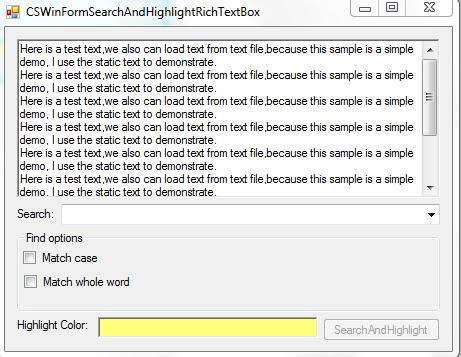 CSWinFormSearchAndHighlightRichTextBox
Here is a test text,we also can load text from text file,because this sample is a simple
demo, I use the static text to demonstrate.
Here is a test text,we also can load text from text file,because this sample is a simple
demo, I use the static text to demonstrate.
Here is a test text,we also can load text from text file,because this sample is a simple
demo, I use the static text to demonstrate.
Here is a test text,we also can load text from text file,because this sample is a simple
demo, I use the static text to demonstrate.
Here is a test text,we also can load text from text file,because this sample is a simple
demo, I use the static text to demonstrate.
Here is a test text,we also can load text from text file,because this sample is a simple
demo, I use the static text to demonstrate.
Search:
Find options
Match case
Match whole word
Highlight Color:
SearchAndHighlight